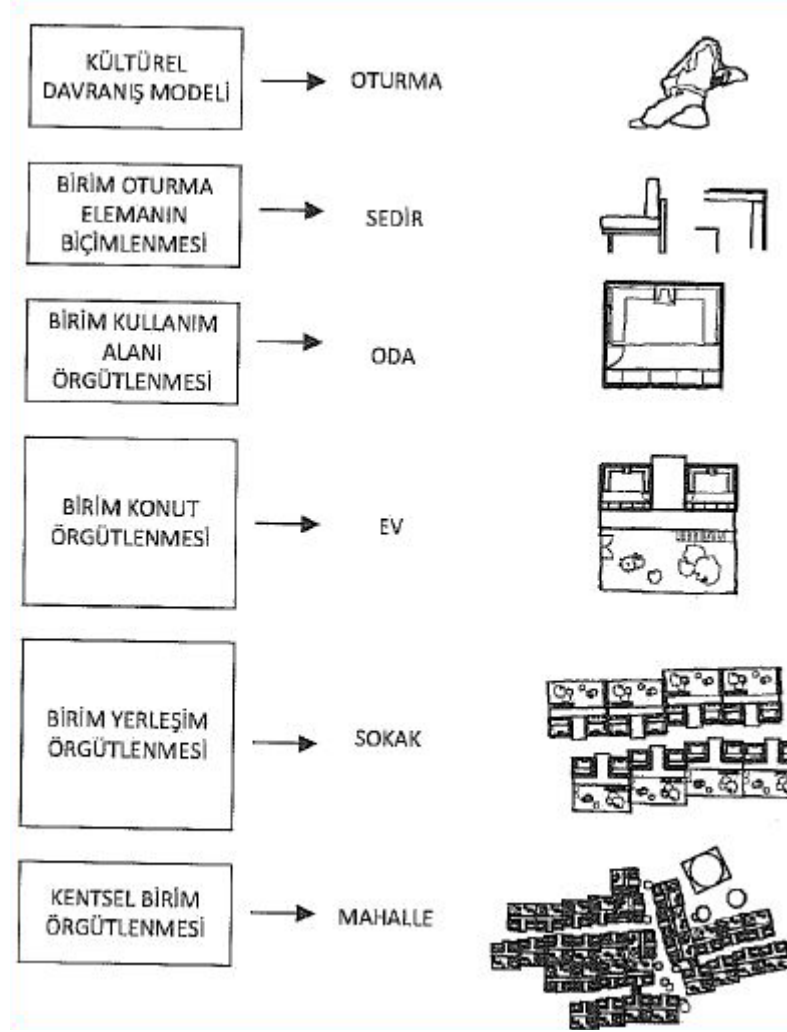 KÜLTÜREL
DAVRANIŞ MODELİ
OTURMA
BİRİM OTURMA
ELEMANIN
BİÇİMLENMESİ
SEDİR
BİRİM KULLANIM
ALANI
ÖRGÜTLENMESİ
ODA
BİRİM KONUT
ÖRGÜTLENMESİ
EV
BİRİM YERLEŞİM
ÖRGÜTLENMESİ
SOKAK
KENTSEL BİRİM
ÖRGÜTLENMESİ
MAHALLE